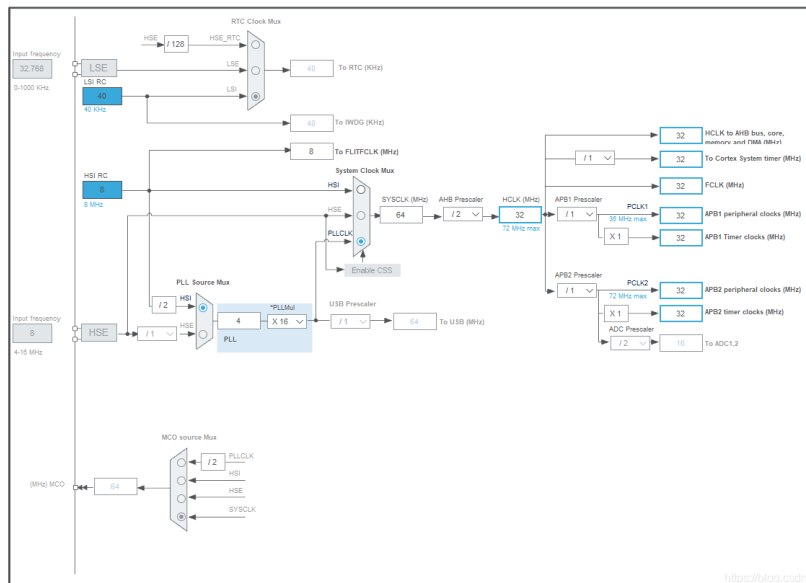 RTC Clock Mux
HSE
/ 128
HSE_RTC
Input frequency
32.768
0-1000 KHz
LSE
LSE
40
To RTC (KHz)
LSI RC
40
40 KHz
LSI
40
To IWDG (KHz)
8
To FLITFCLK (MHz)
System Clock Mux
HSI RC
8
8 MHz
HSI
HSE
PLLCLK
SYSCLK (MHz)
64
AHB Prescaler
/ 2
HCLK (MHz)
32
72 MHz max
Enable CSS
32
HCLK to AHB bus, core,
memory and DMA (MHz)
/ 1
32
To Cortex System timer (MHz)
32
FCLK (MHz)
APB1 Prescaler
/ 1
PCLK1
36 MHz max
32
APB1 peripheral clocks (MHz)
X 1
32
APB1 Timer clocks (MHz)
APB2 Prescaler
/ 1
PCLK2
72 MHz max
32
APB2 peripheral clocks (MHz)
X 1
32
APB2 timer clocks (MHz)
ADC Prescaler
/ 2
16
To ADC1,2
PLL Source Mux
/ 2
HSI
Input frequency
8
4-16 MHz
HSE
/ 1
HSE
4
*PLLMul
X 16
PLL
USB Prescaler
/ 1
64
To USB (MHz)
MCO source Mux
/ 2
PLLCLK
HSI
HSE
SYSCLK
(MHz) MCO
64
https://blog.csdn